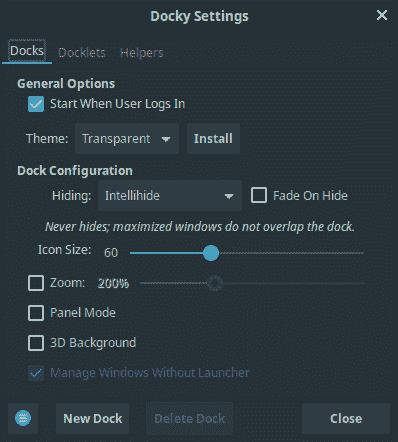 Docky Settings
Docks Docklets Helpers
General Options
Start When User Logs In
Theme: Transparent Install
Dock Configuration
Hiding: Intellihide Fade On Hide
Never hides; maximized windows do not overlap the dock.
Icon Size: 60
Zoom: 200%
Panel Mode
3D Background
Manage Windows Without Launcher
New Dock Delete Dock Close